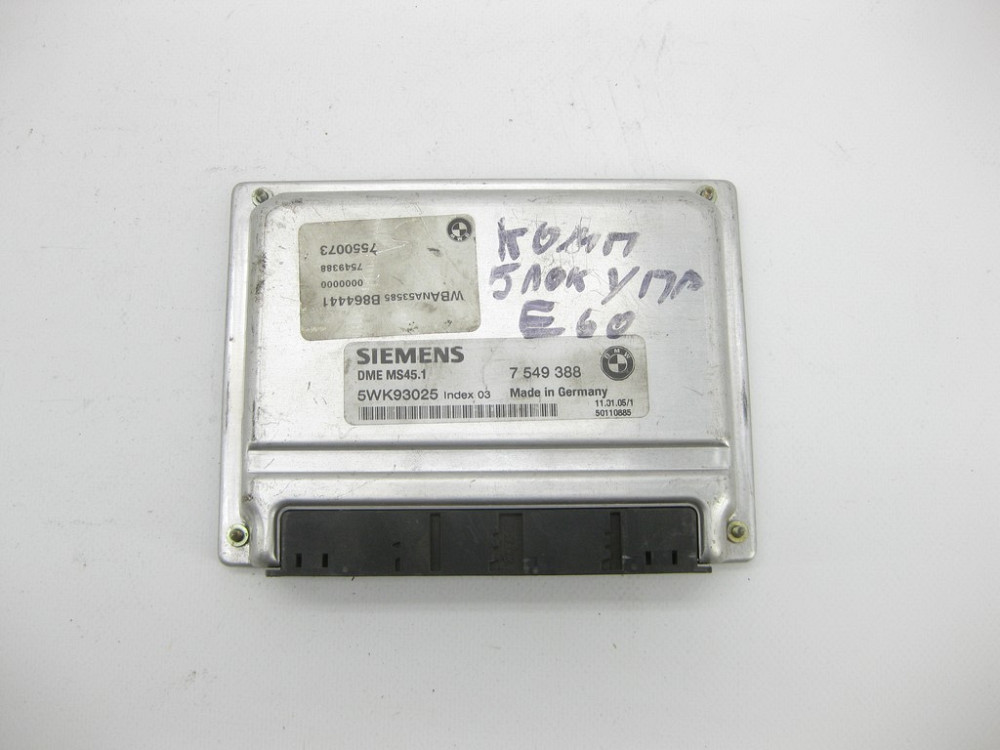 7550073
7549388
0000000
WBANA53585 B864441
КОМП
БЛОК УПР
E60
SIEMENS
DME MS45.1
7 549 388
BMW
5WK93025 Index 03
Made in Germany
11.01.05/1
50110885